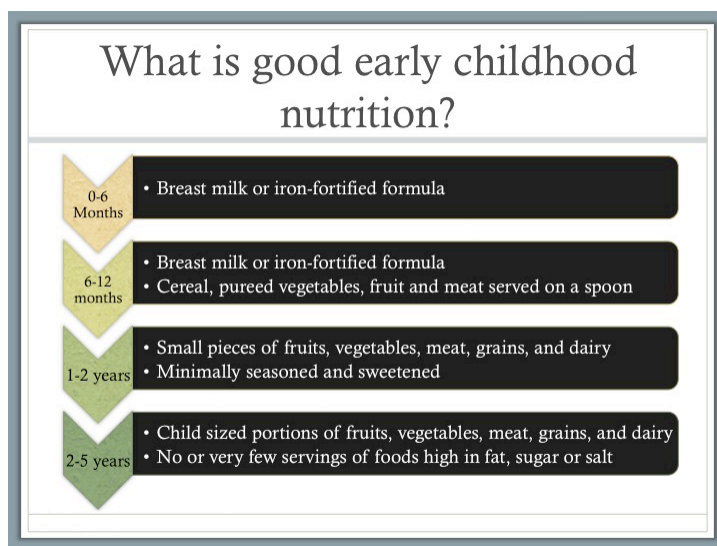 What is good early childhood
nutrition?
0-6
Months
• Breast milk or iron-fortified formula
6-12
months
• Breast milk or iron-fortified formula
• Cereal, pureed vegetables, fruit and meat served on a spoon
1-2 years
• Small pieces of fruits, vegetables, meat, grains, and dairy
• Minimally seasoned and sweetened
2-5 years
• Child sized portions of fruits, vegetables, meat, grains, and dairy
• No or very few servings of foods high in fat, sugar or salt